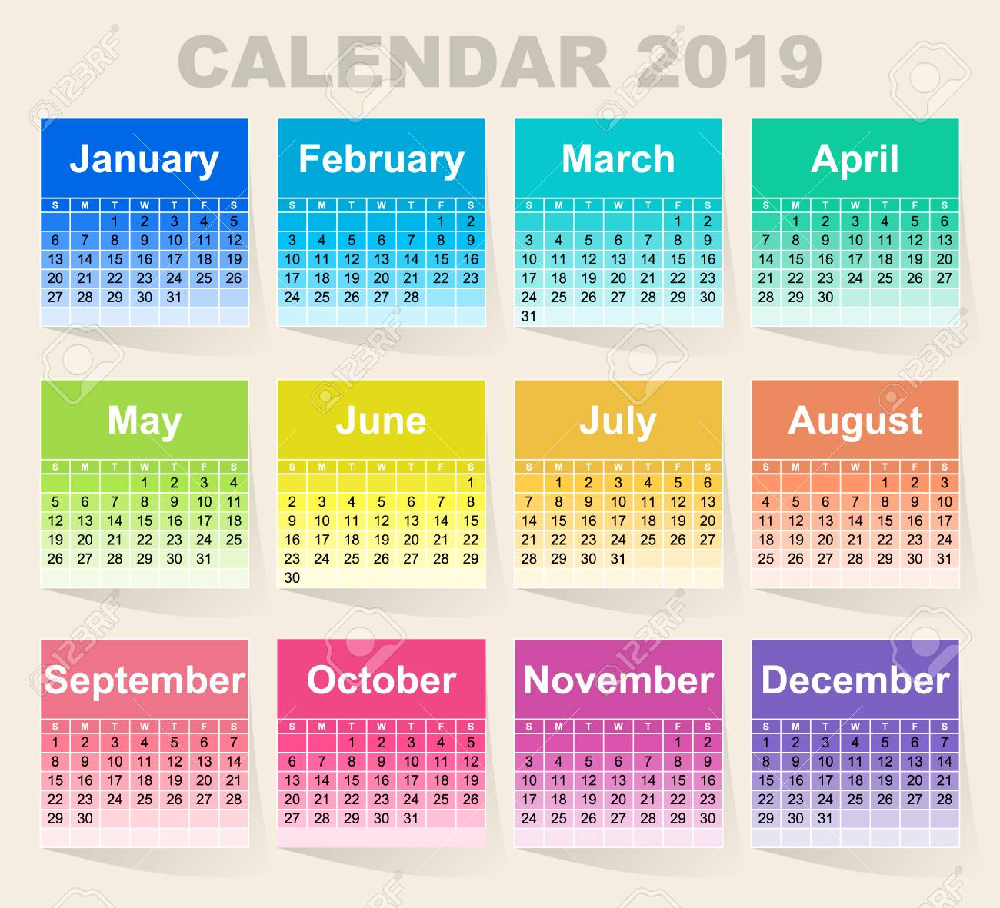 CALENDAR 2019
January
S M T W T F S
1 2 3 4 5
6 7 8 9 10 11 12
13 14 15 16 17 18 19
20 21 22 23 24 25 26
27 28 29 30 31
February
S M T W T F S
1 2
3 4 5 6 7 8 9
10 11 12 13 14 15 16
17 18 19 20 21 22 23
24 25 26 27 28
March
S M T W T F S
1 2
3 4 5 6 7 8 9
10 11 12 13 14 15 16
17 18 19 20 21 22 23
24 25 26 27 28 29 30
31
April
S M T W T F S
1 2 3 4 5 6
7 8 9 10 11 12 13
14 15 16 17 18 19 20
21 22 23 24 25 26 27
28 29 30
May
S M T W T F S
1 2 3 4
5 6 7 8 9 10 11
12 13 14 15 16 17 18
19 20 21 22 23 24 25
26 27 28 29 30 31
June
S M T W T F S
1
2 3 4 5 6 7 8
9 10 11 12 13 14 15
16 17 18 19 20 21 22
23 24 25 26 27 28 29
30
July
S M T W T F S
1 2 3 4 5 6
7 8 9 10 11 12 13
14 15 16 17 18 19 20
21 22 23 24 25 26 27
28 29 30 31
August
S M T W T F S
1 2 3
4 5 6 7 8 9 10
11 12 13 14 15 16 17
18 19 20 21 22 23 24
25 26 27 28 29 30 31
September
S M T W T F S
1 2 3 4 5 6 7
8 9 10 11 12 13 14
15 16 17 18 19 20 21
22 23 24 25 26 27 28
29 30
October
S M T W T F S
1 2 3 4 5
6 7 8 9 10 11 12
13 14 15 16 17 18 19
20 21 22 23 24 25 26
27 28 29 30 31
November
S M T W T F S
1 2
3 4 5 6 7 8 9
10 11 12 13 14 15 16
17 18 19 20 21 22 23
24 25 26 27 28 29 30
December
S M T W T F S
1 2 3 4 5 6 7
8 9 10 11 12 13 14
15 16 17 18 19 20 21
22 23 24 25 26 27 28
29 30 31
123RF
123RF
123RF
123RF
123RF
123RF
123RF
123RF
123RF
123RF
123RF
123RF